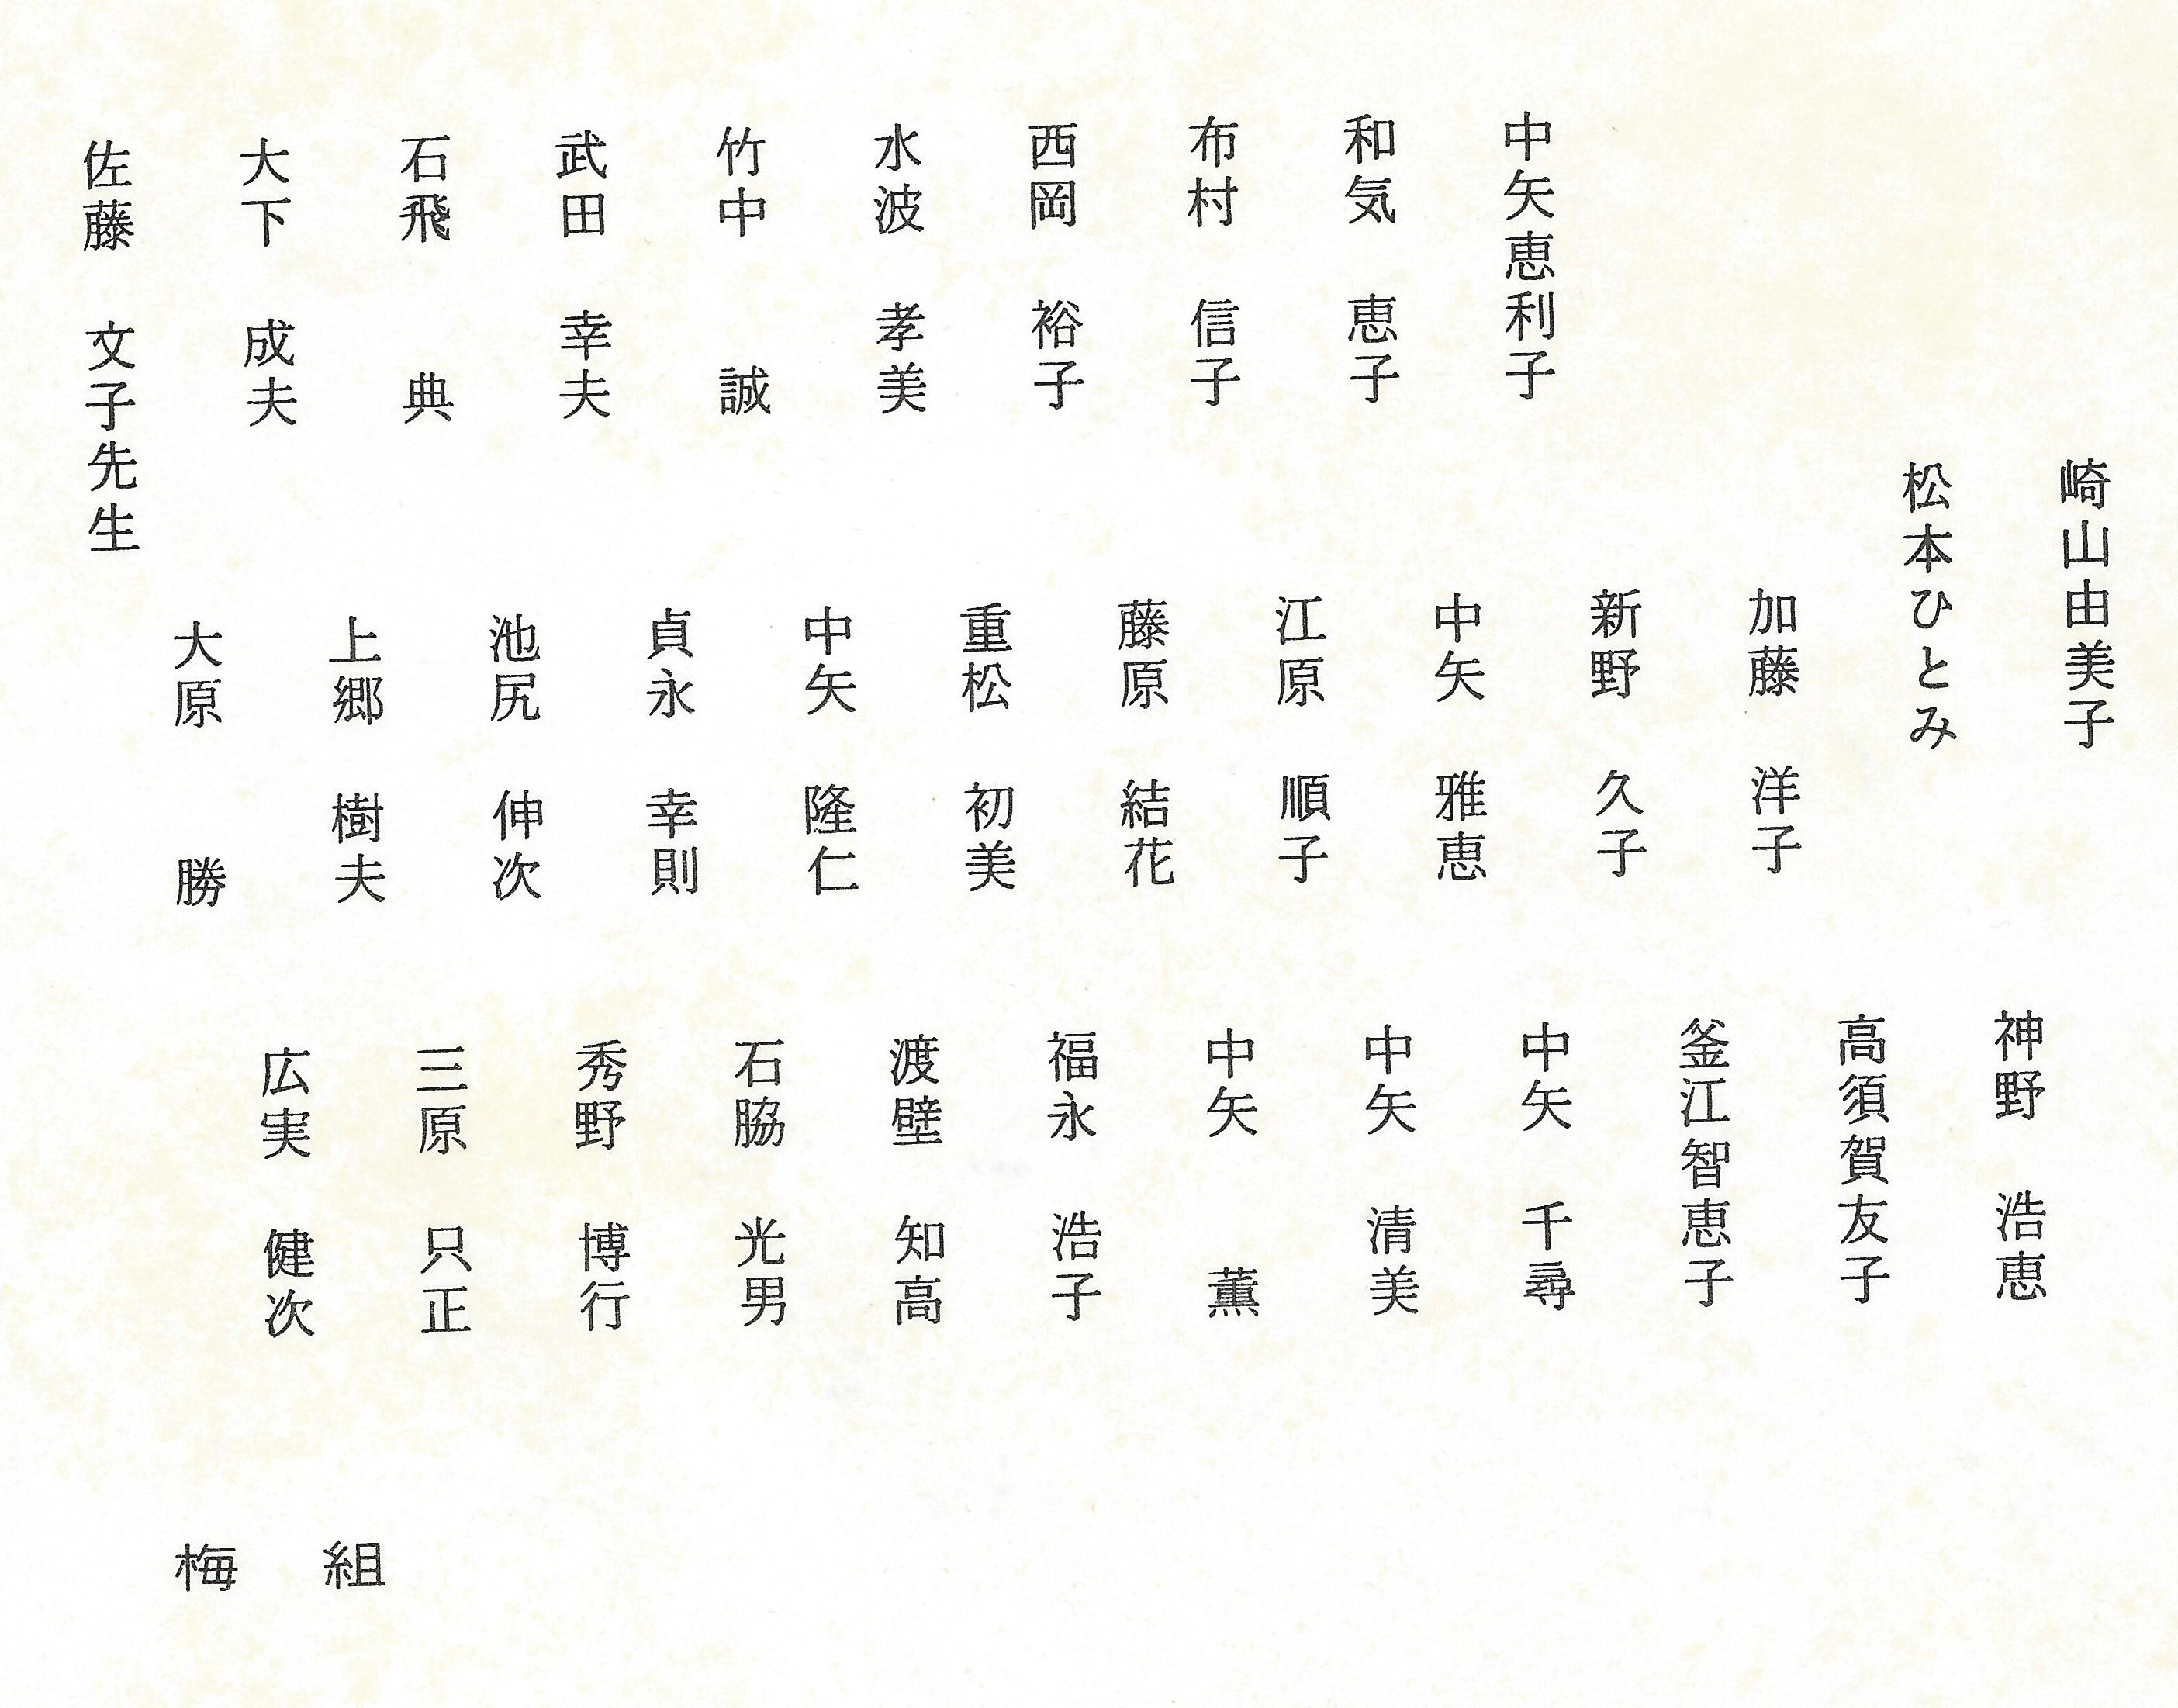 崎山由美子
松本ひとみ
中矢恵利子
和気 恵子
布村 信子
西岡 裕子
水波 孝美
竹中 誠
武田 幸夫
石飛 典
大下 成夫
佐藤 文子先生
加藤 洋子
新野 久子
中矢 雅恵
江原 順子
藤原 結花
重松 初美
中矢 隆仁
貞永 幸則
池尻 伸次
上郷 樹夫
大原 勝
神野 浩恵
高須賀友子
釜江智恵子
中矢 千尋
中矢 清美
中矢 薫
福永 浩子
渡壁 知高
石脇 光男
秀野 博行
三原 只正
広実 健次
梅 組